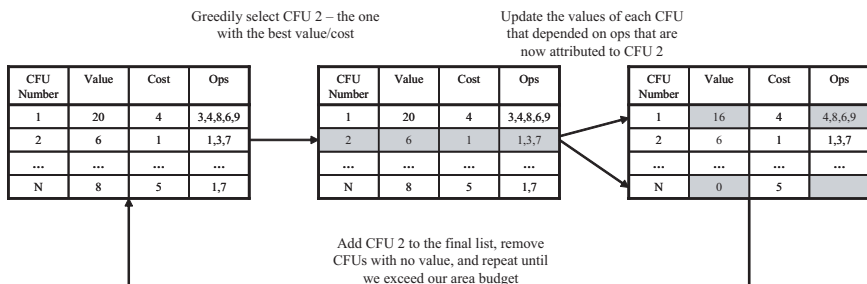 Greedily select CFU 2 – the one
with the best value/cost
Update the values of each CFU
that depended on ops that are
now attributed to CFU 2
CFU Number Value Cost Ops
1 20 4 3,4,8,6,9
2 6 1 1,3,7
... ... ... ...
N 8 5 1,7
CFU Number Value Cost Ops
1 20 4 3,4,8,6,9
2 6 1 1,3,7
... ... ... ...
N 8 5 1,7
CFU Number Value Cost Ops
1 16 4 4,8,6,9
2 6 1 1,3,7
... ... ... ...
N 0 5
Add CFU 2 to the final list, remove
CFUs with no value, and repeat until
we exceed our area budget